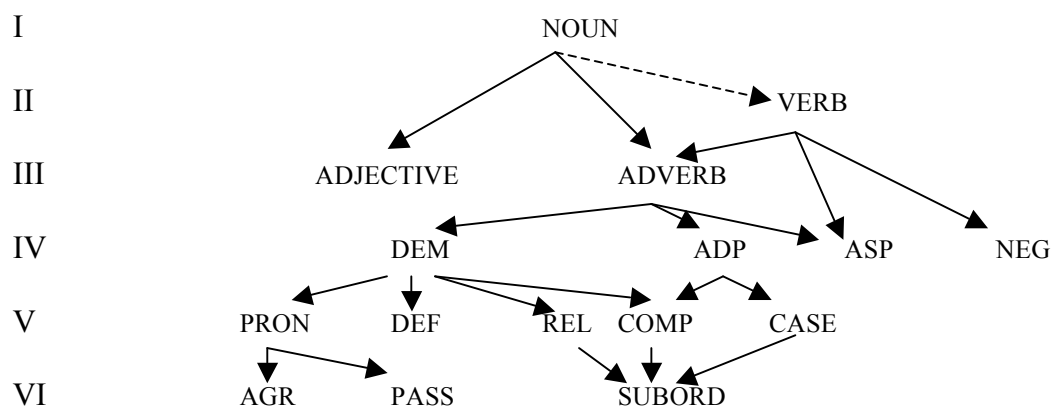 I NOUN
II VERB
III ADJECTIVE ADVERB
IV DEM ADP ASP NEG
V PRON DEF REL COMP CASE
VI AGR PASS SUBORD